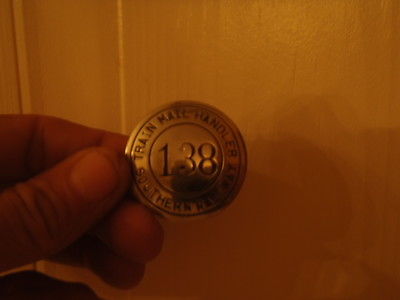 TRAIN MAIL HANDLER
138
SOUTHERN RAILWAY